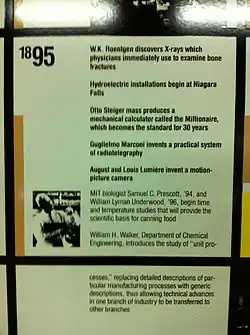 1895
W.K. Roentgen discovers X-rays which
physicians immediately use to examine bone
fractures
Hydroelectric installations begin at Niagara
Falls
Otto Steiger mass produces a
mechanical calculator called the Millionaire,
which becomes the standard for 30 years
Guglielmo Marconi invents a practical system
of radiotelegraphy
August and Louis Lumière invent a motion-
picture camera
MIT biologist Samuel C. Prescott, '94, and
William Lyman Underwood, '96, begin time
and temperature studies that will provide the
scientific basis for canning food
William H. Walker, Department of Chemical
Engineering, introduces the study of "unit pro-
cesses," replacing detailed descriptions of par-
ticular manufacturing processes with generic
descriptions, thus allowing technical advances
in one branch of industry to be transferred to
other branches